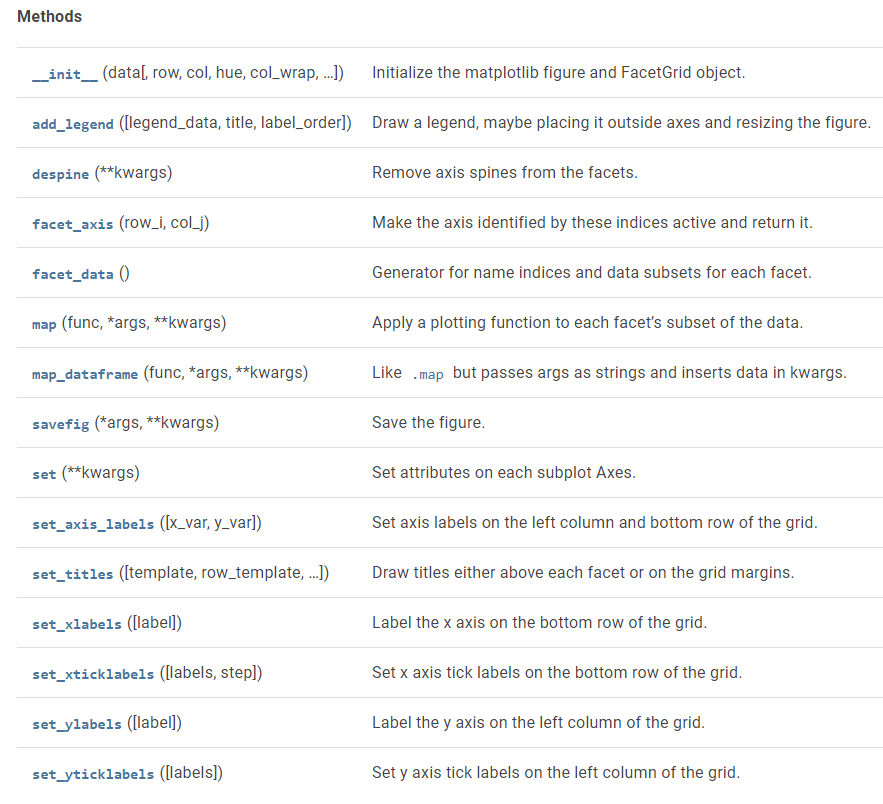 Methods
__init__ (data[, row, col, hue, col_wrap, …]) Initialize the matplotlib figure and FacetGrid object.
add_legend ([legend_data, title, label_order]) Draw a legend, maybe placing it outside axes and resizing the figure.
despine (**kwargs) Remove axis spines from the facets.
facet_axis (row_i, col_j) Make the axis identified by these indices active and return it.
facet_data () Generator for name indices and data subsets for each facet.
map (func, *args, **kwargs) Apply a plotting function to each facet’s subset of the data.
map_dataframe (func, *args, **kwargs) Like .map but passes args as strings and inserts data in kwargs.
savefig (*args, **kwargs) Save the figure.
set (**kwargs) Set attributes on each subplot Axes.
set_axis_labels ([x_var, y_var]) Set axis labels on the left column and bottom row of the grid.
set_titles ([template, row_template, …]) Draw titles either above each facet or on the grid margins.
set_xlabels ([label]) Label the x axis on the bottom row of the grid.
set_xticklabels ([labels, step]) Set x axis tick labels on the bottom row of the grid.
set_ylabels ([label]) Label the y axis on the left column of the grid.
set_yticklabels ([labels]) Set y axis tick labels on the left column of the grid.